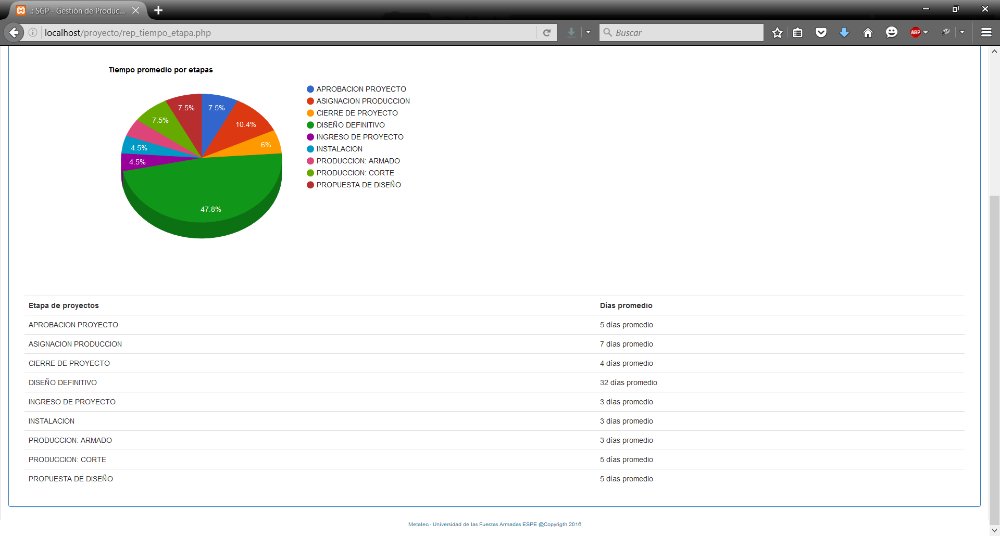 .: SGP - Gestión de Produc...
localhost/proyecto/rep_tiempo_etapa.php
Buscar
ABP
Tiempo promedio por etapas
7.5%
7.5%
10.4%
7.5%
6%
4.5%
4.5%
47.8%
APROBACION PROYECTO
ASIGNACION PRODUCCION
CIERRE DE PROYECTO
DISEÑO DEFINITIVO
INGRESO DE PROYECTO
INSTALACION
PRODUCCION: ARMADO
PRODUCCION: CORTE
PROPUESTA DE DISEÑO
Etapa de proyectos Días promedio
APROBACION PROYECTO 5 días promedio
ASIGNACION PRODUCCION 7 días promedio
CIERRE DE PROYECTO 4 días promedio
DISEÑO DEFINITIVO 32 días promedio
INGRESO DE PROYECTO 3 días promedio
INSTALACION 3 días promedio
PRODUCCION: ARMADO 3 días promedio
PRODUCCION: CORTE 5 días promedio
PROPUESTA DE DISEÑO 5 días promedio
Metalec - Universidad de las Fuerzas Armadas ESPE @Copyrigth 2016